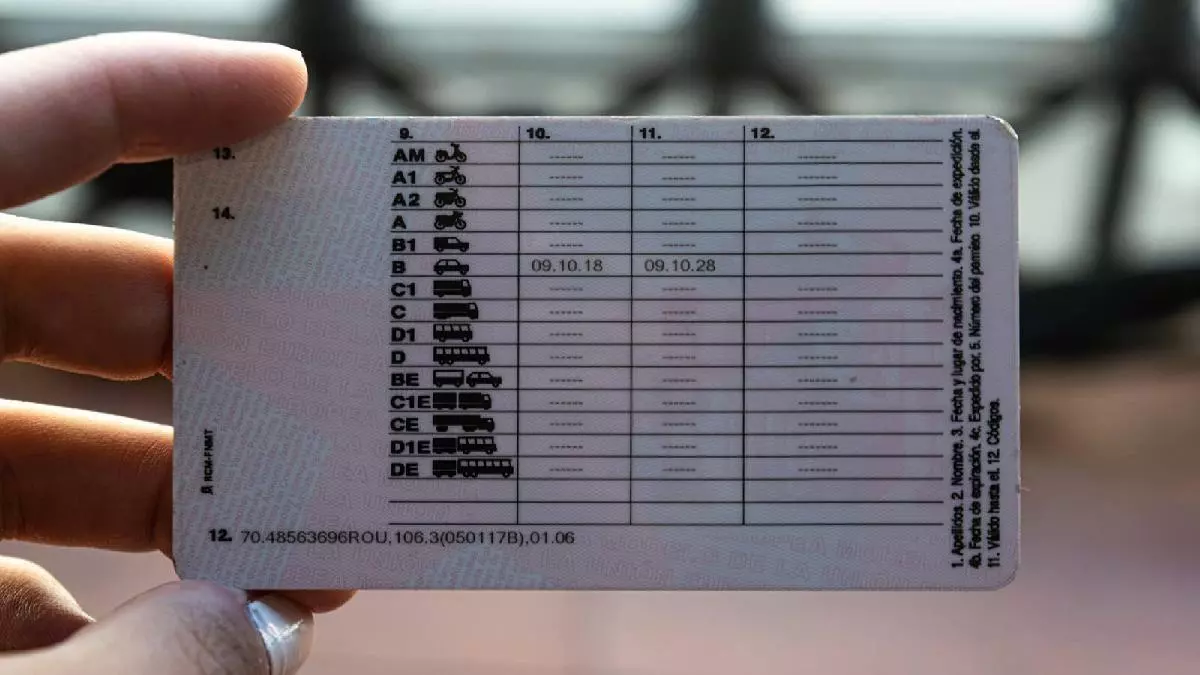 9. 10. 11. 12.
13.
AM ------ ------ ------
A1 ------ ------ ------
A2 ------ ------ ------
14.
A ------ ------ ------
B1 ------ ------ ------
B 09.10.18 09.10.28
C1 ------ ------ ------
C ------ ------ ------
D1 ------ ------ ------
D ------ ------ ------
BE ------ ------ ------
C1E ------ ------ ------
CE ------ ------ ------
D1E ------ ------ ------
DE ------ ------ ------
RCM-FNMT
12. 70.48563696ROU,106.3(050117B),01.06
1. Apellidos. 2. Nombre. 3. Fecha y lugar de nacimiento. 4a. Fecha de expedición.
4b. Fecha de expiración. 4c. Expedido por. 5. Número del permiso 10. Válido desde el.
11. Válido hasta el. 12. Códigos.